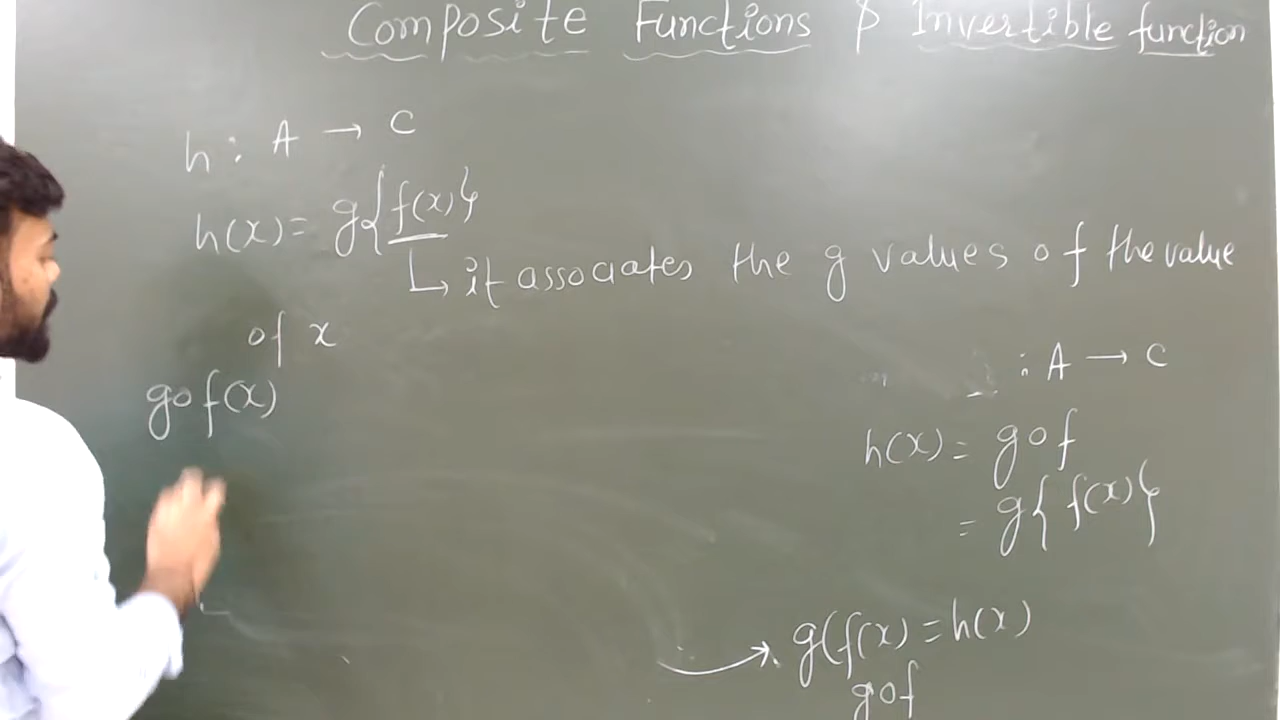 Composite Functions & Invertible function
h : A → C
h(x) = g{f(x)}
↳ it associates the g values of the value
of x
gof(x)
: A → C
h(x) = gof
= g{ f(x)}
→ g(f(x) = h(x)
gof